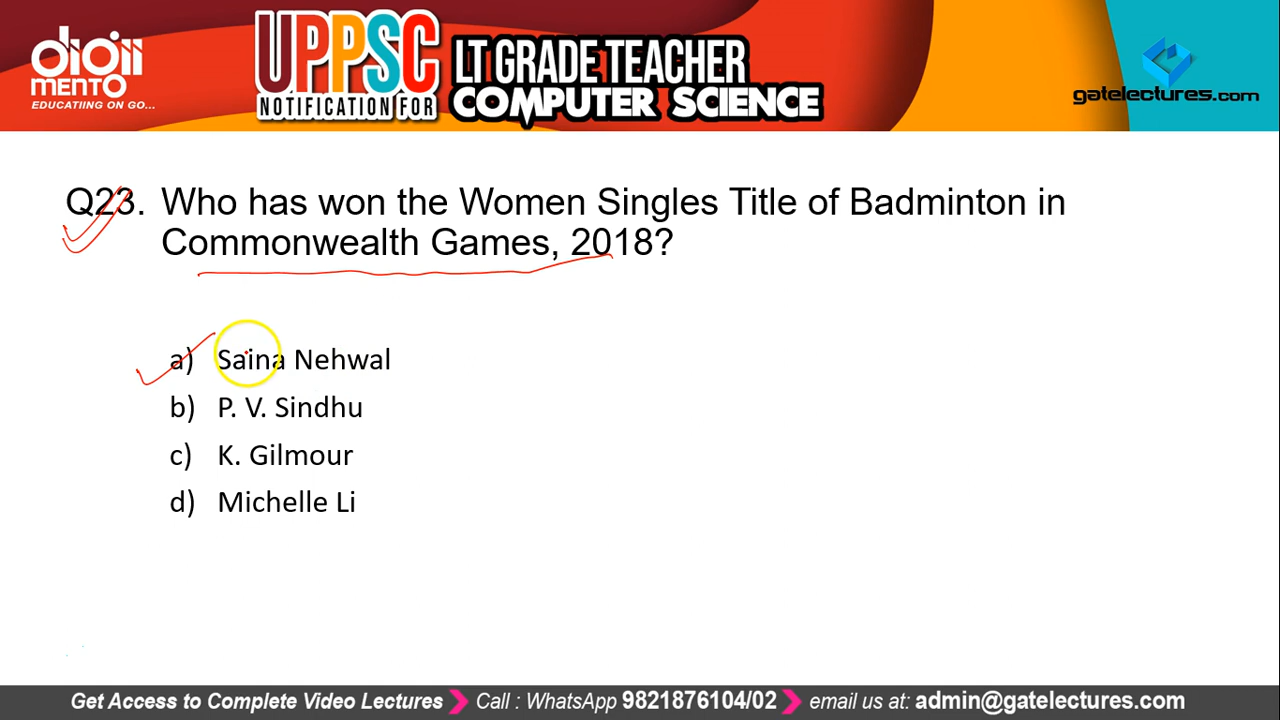 digii
MENTO
EDUCATIING ON GO...
UPPSC
NOTIFICATION FOR
LT GRADE TEACHER
COMPUTER SCIENCE
gatelectures.com
Q23. Who has won the Women Singles Title of Badminton in
Commonwealth Games, 2018?
a) Saina Nehwal
b) P. V. Sindhu
c) K. Gilmour
d) Michelle Li
Get Access to Complete Video Lectures Call : WhatsApp 9821876104/02 email us at: admin@gatelectures.com